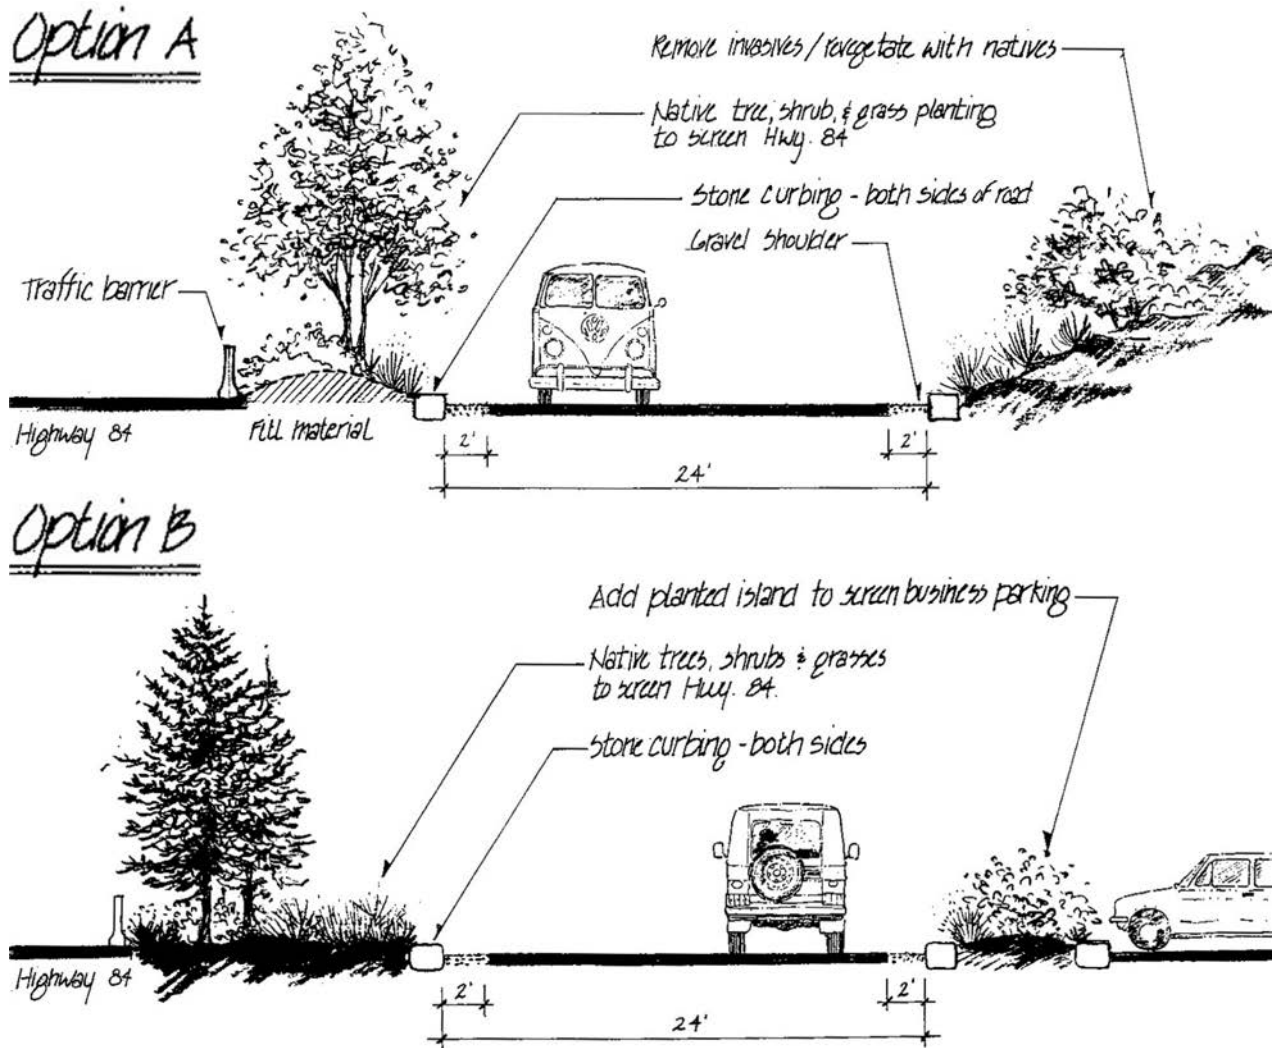 Option A
Remove invasives / revegetate with natives
Native tree, shrub, & grass planting
to screen Hwy. 84
Stone curbing - both sides of road
Gravel shoulder
Traffic barrier
Highway 84
Fill material
2'
2'
24'
Option B
Add planted island to screen business parking
Native trees, shrubs & grasses
to screen Hwy. 84.
Stone curbing - both sides
Highway 84
2'
2'
24'